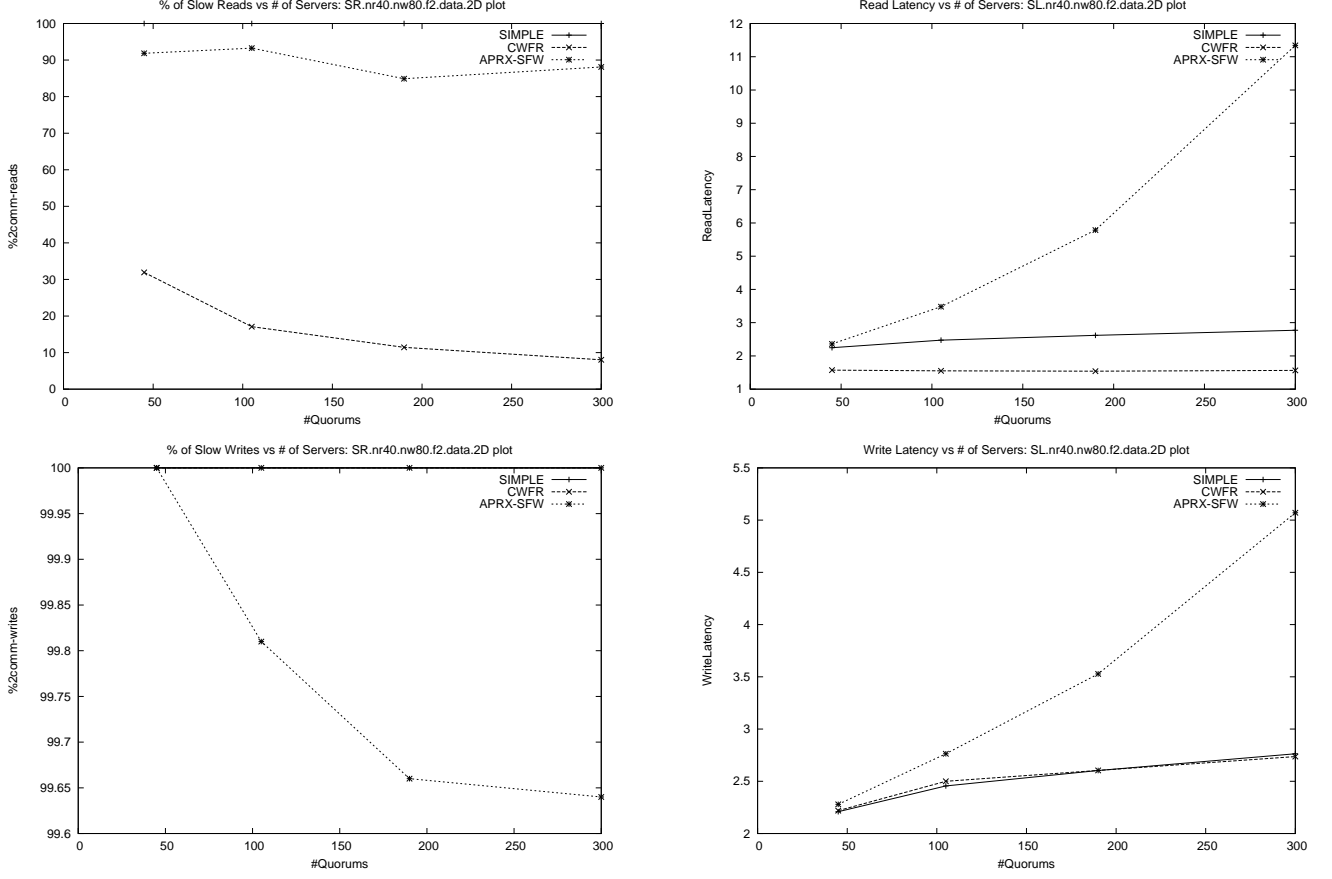 % of Slow Reads vs # of Servers: SR.nr40.nw80.f2.data.2D plot
100
90
80
70
60
50
40
30
20
10
0
%2comm-reads
SIMPLE
CWFR
APRX-SFW
0 50 100 150 200 250 300
#Quorums
Read Latency vs # of Servers: SL.nr40.nw80.f2.data.2D plot
12
11
10
9
8
7
6
5
4
3
2
1
ReadLatency
SIMPLE
CWFR
APRX-SFW
0 50 100 150 200 250 300
#Quorums
% of Slow Writes vs # of Servers: SR.nr40.nw80.f2.data.2D plot
100
99.95
99.9
99.85
99.8
99.75
99.7
99.65
99.6
%2comm-writes
SIMPLE
CWFR
APRX-SFW
0 50 100 150 200 250 300
#Quorums
Write Latency vs # of Servers: SL.nr40.nw80.f2.data.2D plot
5.5
5
4.5
4
3.5
3
2.5
2
WriteLatency
SIMPLE
CWFR
APRX-SFW
0 50 100 150 200 250 300
#Quorums